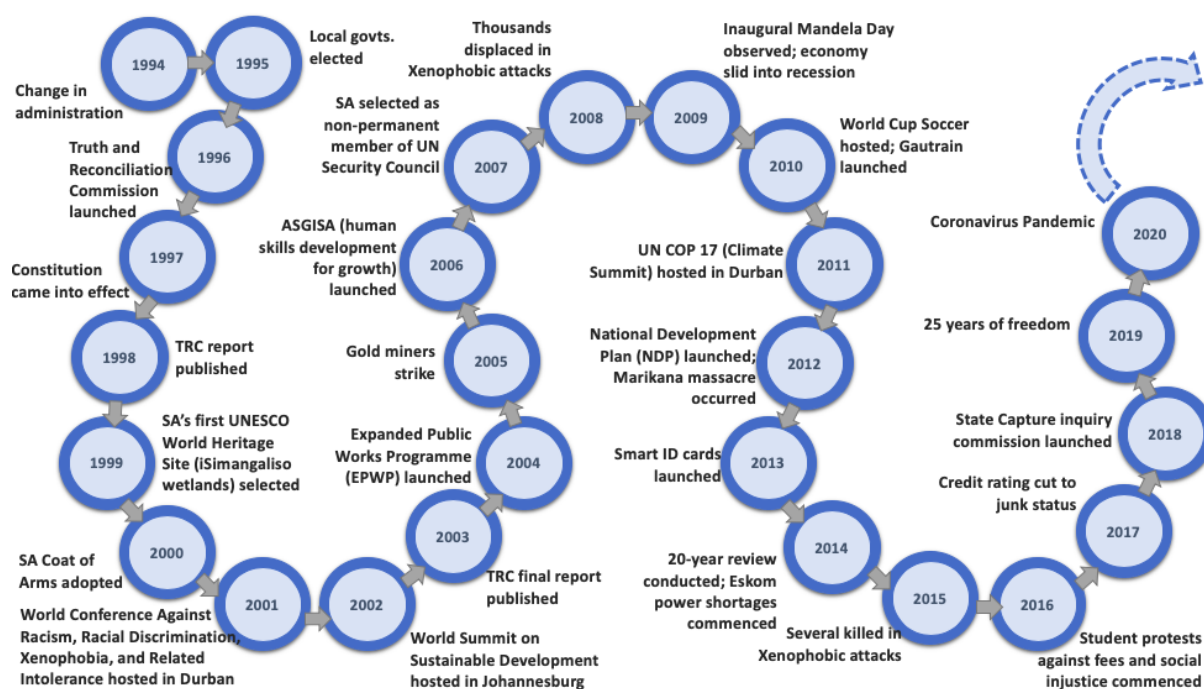 1994
Change in
administration
1995
Local govts.
elected
1996
Truth and
Reconciliation
Commission
launched
1997
Constitution
came into effect
1998
TRC report
published
1999
SA's first UNESCO
World Heritage
Site (iSimangaliso
wetlands) selected
2000
SA Coat of
Arms adopted
2001
World Conference Against
Racism, Racial Discrimination,
Xenophobia, and Related
Intolerance hosted in Durban
2002
World Summit on
Sustainable Development
hosted in Johannesburg
2003
TRC final report
published
2004
Expanded Public
Works Programme
(EPWP) launched
2005
Gold miners
strike
2006
ASGISA (human
skills development
for growth)
launched
2007
SA selected as
non-permanent
member of UN
Security Council
2008
Thousands
displaced in
Xenophobic attacks
2009
Inaugural Mandela Day
observed; economy
slid into recession
2010
World Cup Soccer
hosted; Gautrain
launched
2011
UN COP 17 (Climate
Summit) hosted in Durban
2012
National Development
Plan (NDP) launched;
Marikana massacre
occurred
2013
Smart ID cards
launched
2014
20-year review
conducted; Eskom
power shortages
commenced
2015
Several killed in
Xenophobic attacks
2016
Student protests
against fees and social
injustice commenced
2017
Credit rating cut to
junk status
2018
State Capture inquiry
commission launched
2019
25 years of freedom
2020
Coronavirus Pandemic